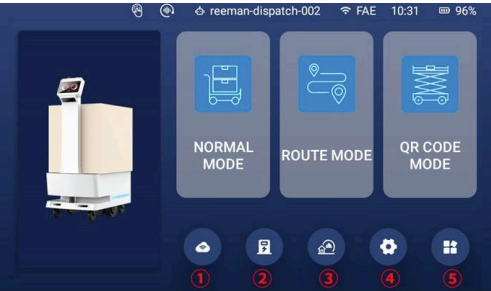 reeman-dispatch-002 FAE 10:31 96%
NORMAL MODE
ROUTE MODE
QR CODE MODE
① ② ③ ④ ⑤